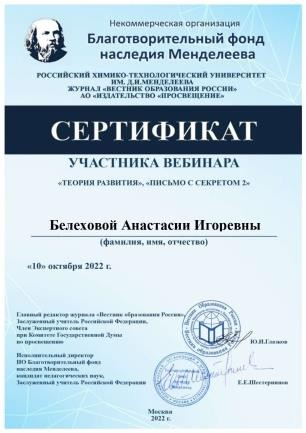 Некоммерческая организация
Благотворительный фонд
наследия Менделеева
РОССИЙСКИЙ ХИМИКО-ТЕХНОЛОГИЧЕСКИЙ УНИВЕРСИТЕТ
ИМ. Д.И.МЕНДЕЛЕЕВА
ЖУРНАЛ «ВЕСТНИК ОБРАЗОВАНИЯ РОССИИ»
АО «ИЗДАТЕЛЬСТВО «ПРОСВЕЩЕНИЕ»
СЕРТИФИКАТ
УЧАСТНИКА ВЕБИНАРА
«ТЕОРИЯ РАЗВИТИЯ», «ПИСЬМО С СЕКРЕТОМ 2»
Белеховой Анастасии Игоревны
(фамилия, имя, отчество)
«10» октября 2022 г.
Главный редактор журнала «Вестник образования России»
Заслуженный учитель Российской Федерации,
Член Экспертного совета
при Комитете Государственной Думы
по просвещению
Ю.И.Глазков
Исполнительный директор
НО Благотворительный фонд
наследия Менделеева,
кандидат педагогических наук,
Заслуженный учитель Российской Федерации
Е.Е.Шестернинов
Москва
2022 г.